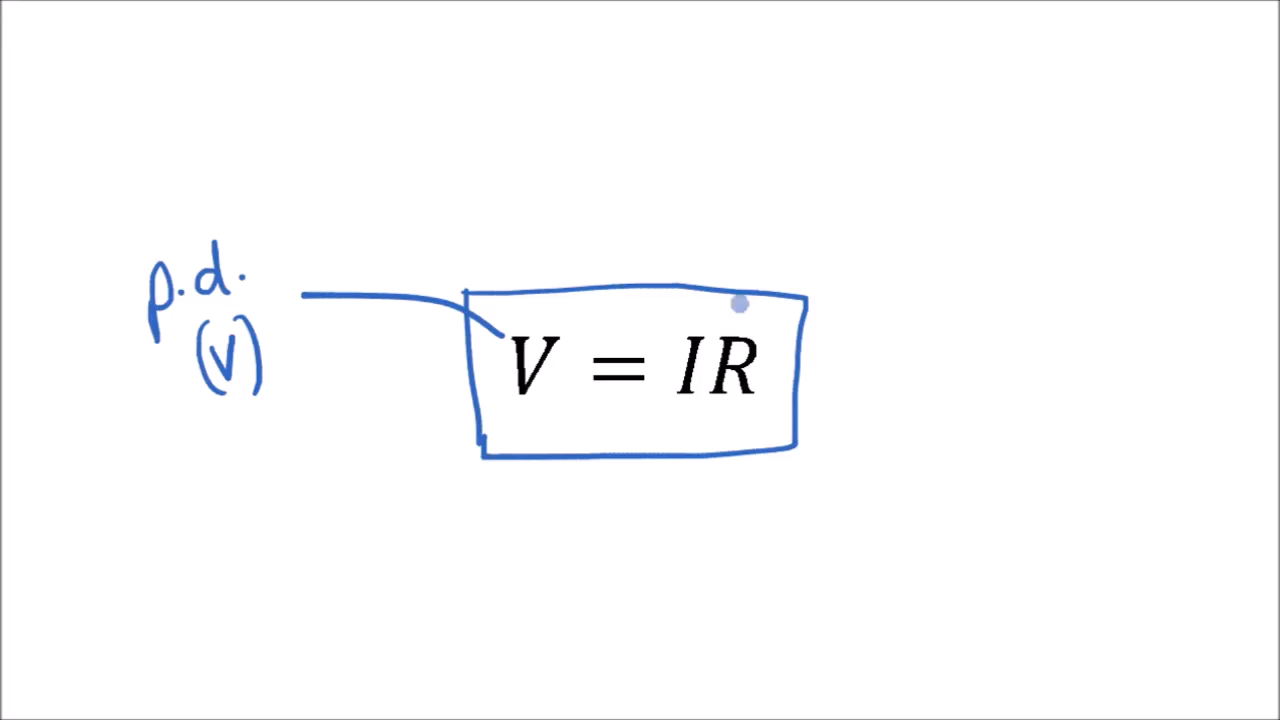 p.d.
(V)
V = IR